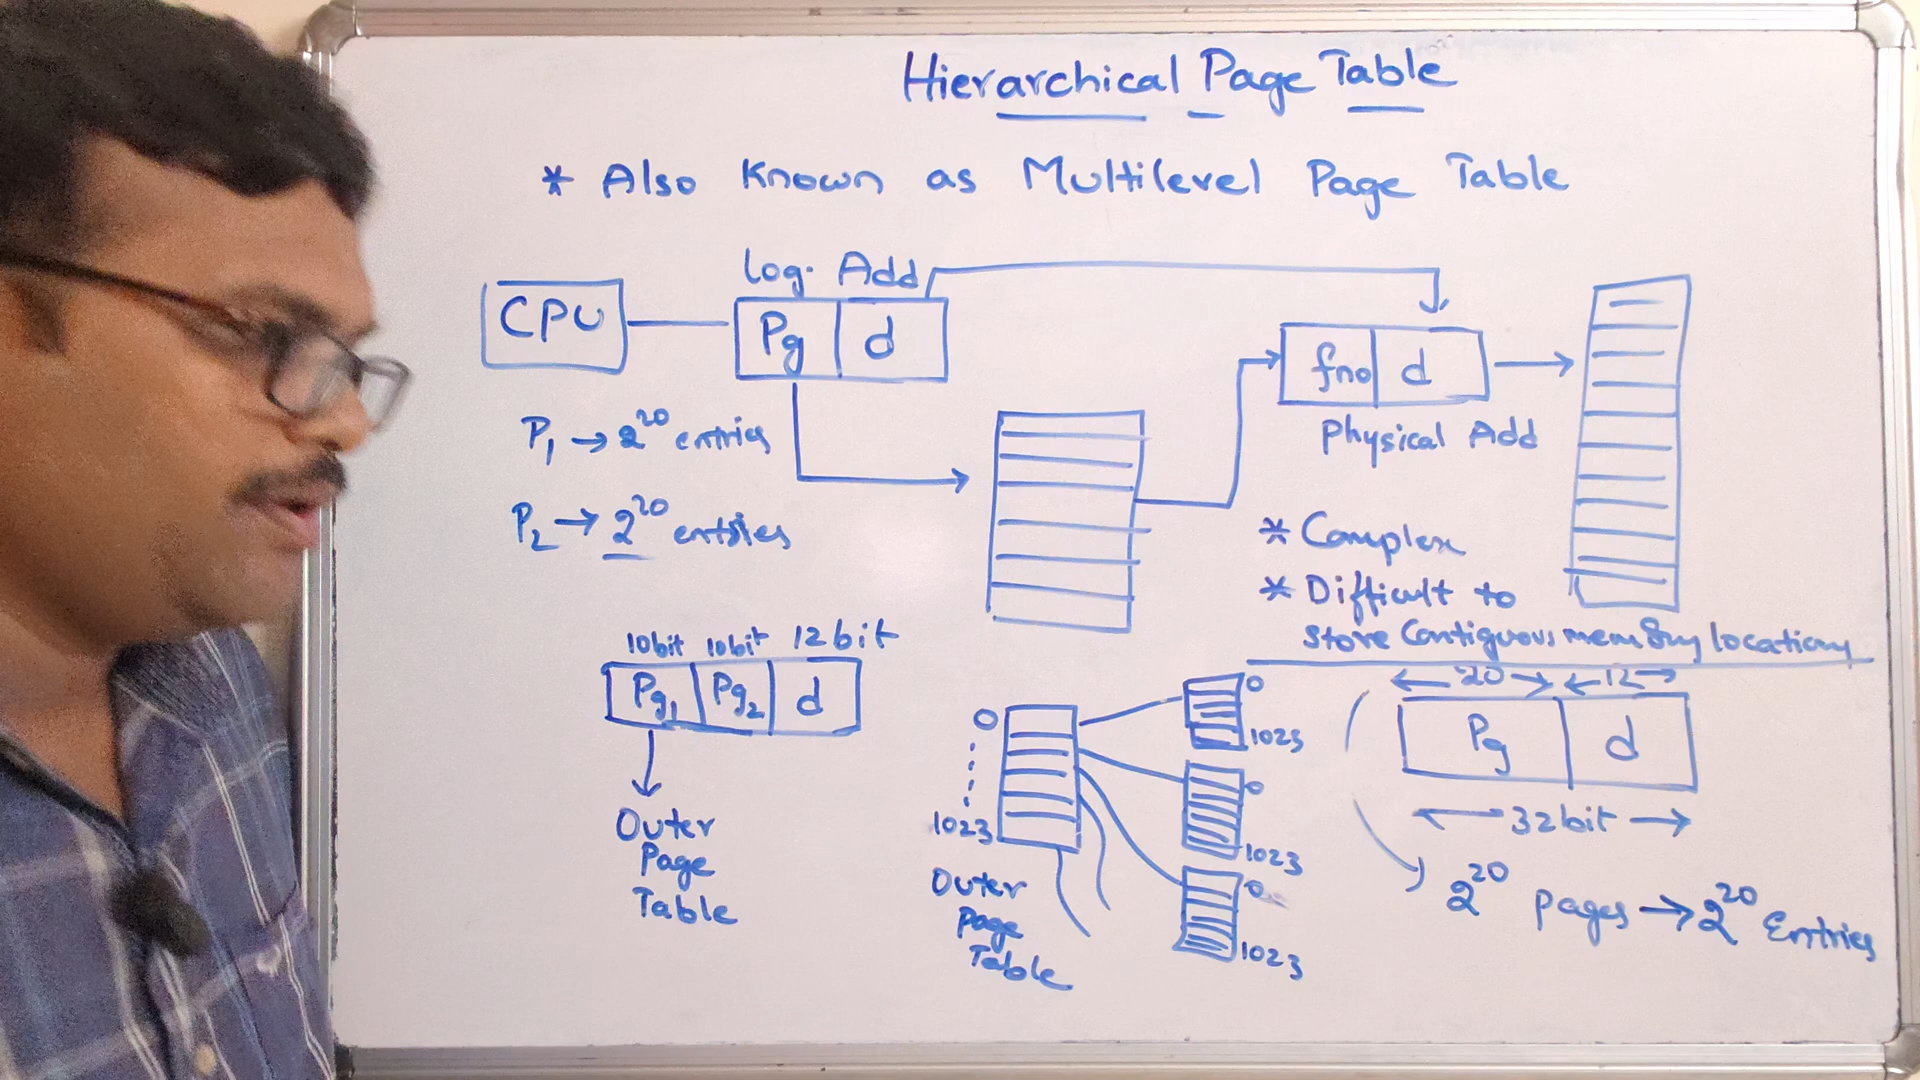 Hierarchical Page Table
* Also Known as Multilevel Page Table
Log. Add
CPU
Pg d
fno d
Physical Add
P1 → 2^20 entries
P2 → 2^20 entries
* Complex
* Difficult to
store Contiguous memory locations
10bit 10bit 12bit
Pg1 Pg2 d
Outer
Page
Table
0
1023
Outer
Page
Table
0
1023
0
1023
0
1023
20 12
Pg d
32bit
2^20 pages → 2^20 Entries